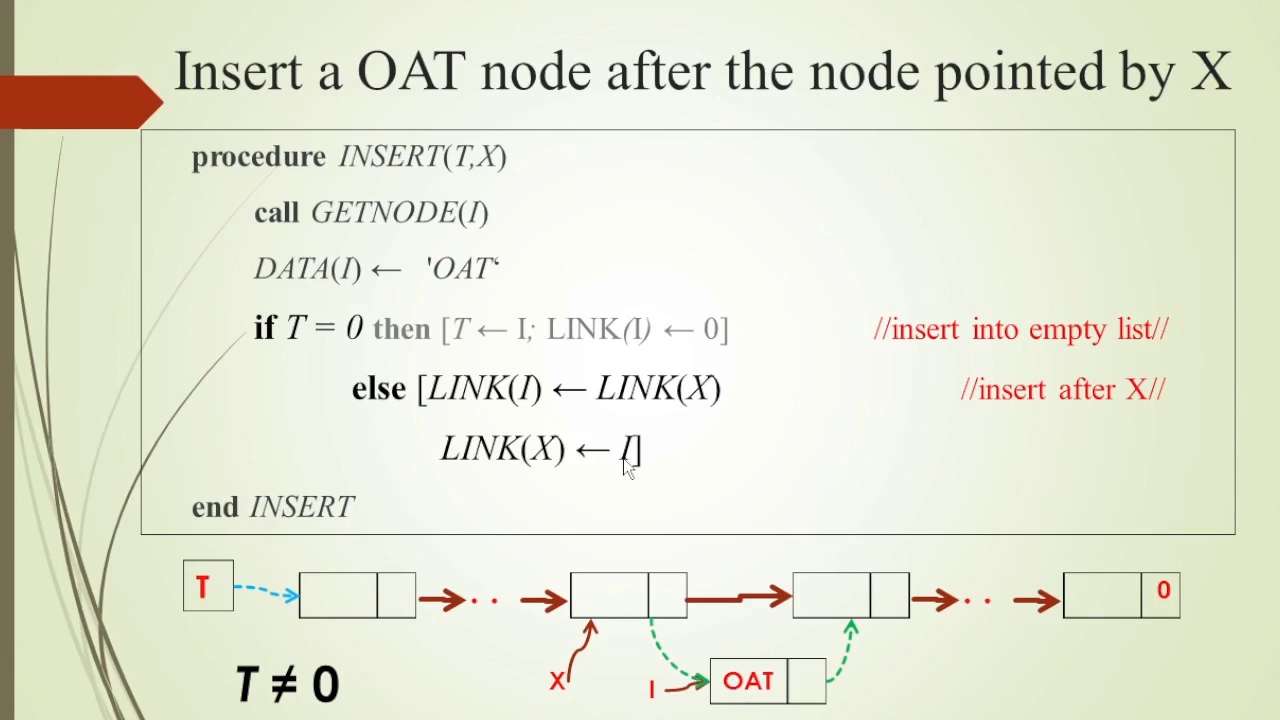 Insert a OAT node after the node pointed by X
procedure INSERT(T,X)
call GETNODE(I)
DATA(I) ← 'OAT‘
if T = 0 then [T ← I; LINK(I) ← 0] //insert into empty list//
else [LINK(I) ← LINK(X) //insert after X//
LINK(X) ← I]
end INSERT
T
. .
. .
0
X
I
OAT
T ≠ 0